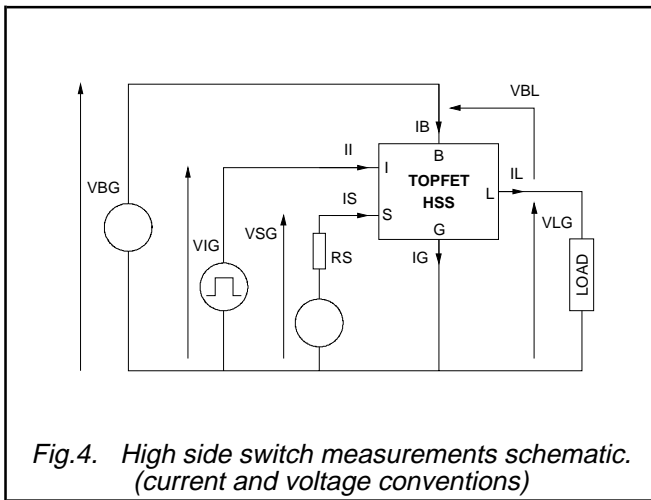 VBL
IB
II
B
VBG
I
TOPFET
HSS
L
IL
IS
S
VSG
VIG
RS
G
IG
VLG
LOAD
Fig.4. High side switch measurements schematic.
(current and voltage conventions)